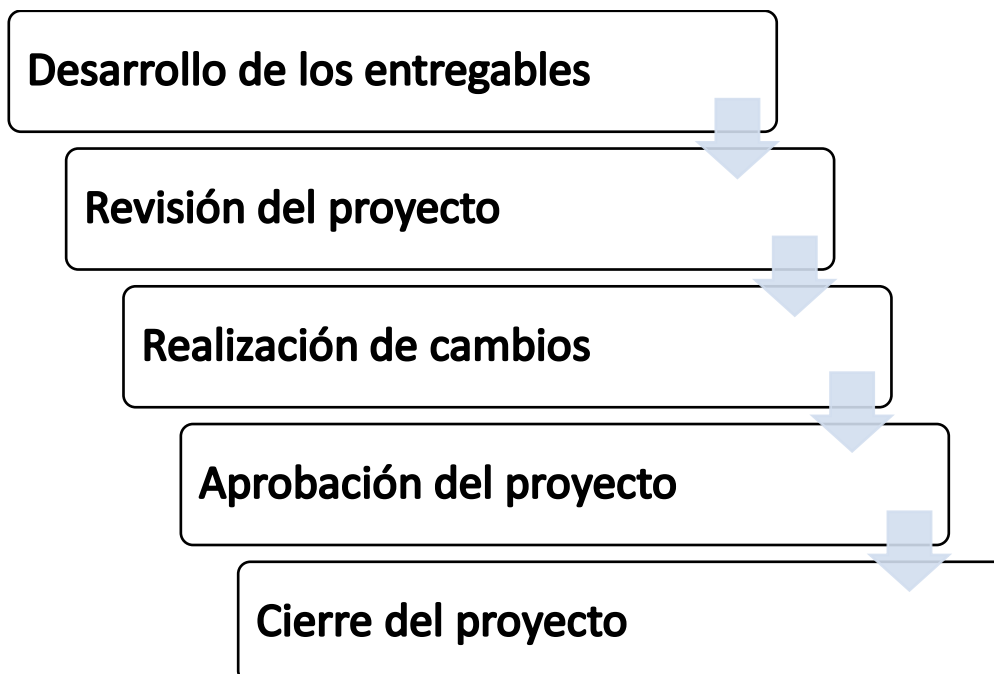 Desarrollo de los entregables
Revisión del proyecto
Realización de cambios
Aprobación del proyecto
Cierre del proyecto